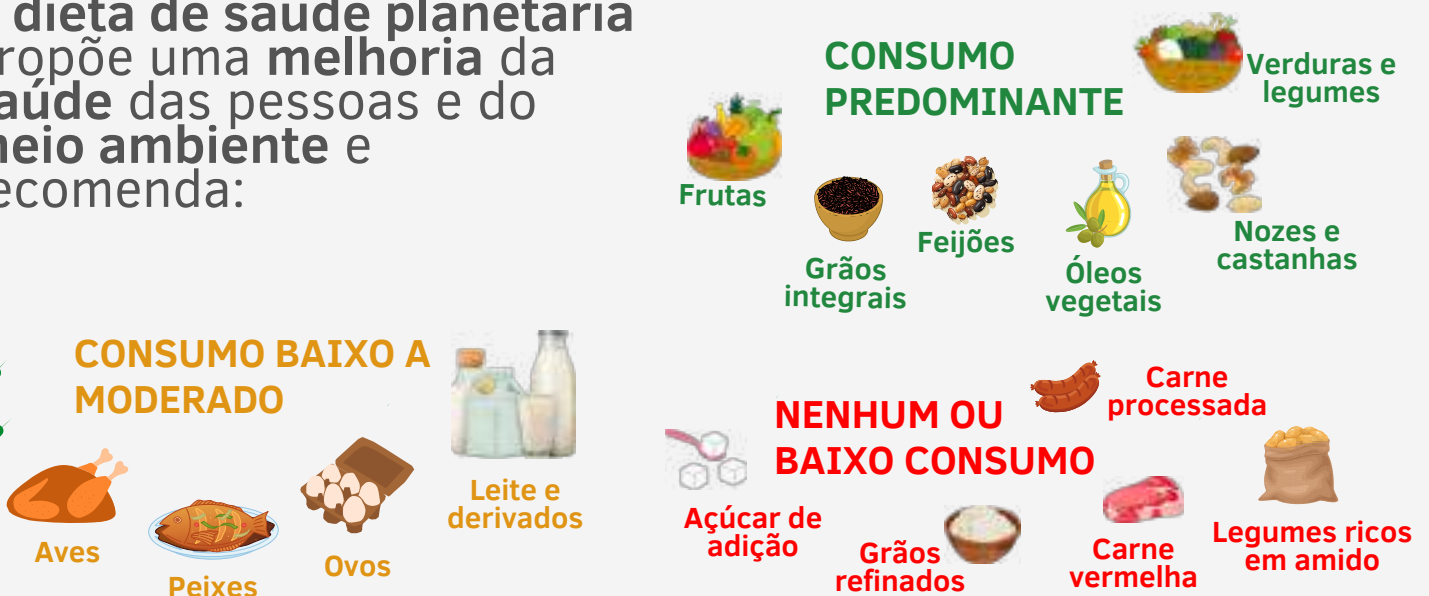 dieta de saúde planetária
ropõe uma melhoria da
aúde das pessoas e do
eio ambiente e
ecomenda:
CONSUMO
PREDOMINANTE
Verduras e
legumes
Frutas
Grãos
integrais
Feijões
Óleos
vegetais
Nozes e
castanhas
CONSUMO BAIXO A
MODERADO
Aves
Peixes
Ovos
Leite e
derivados
NENHUM OU
BAIXO CONSUMO
Carne
processada
Açúcar de
adição
Grãos
refinados
Carne
vermelha
Legumes ricos
em amido